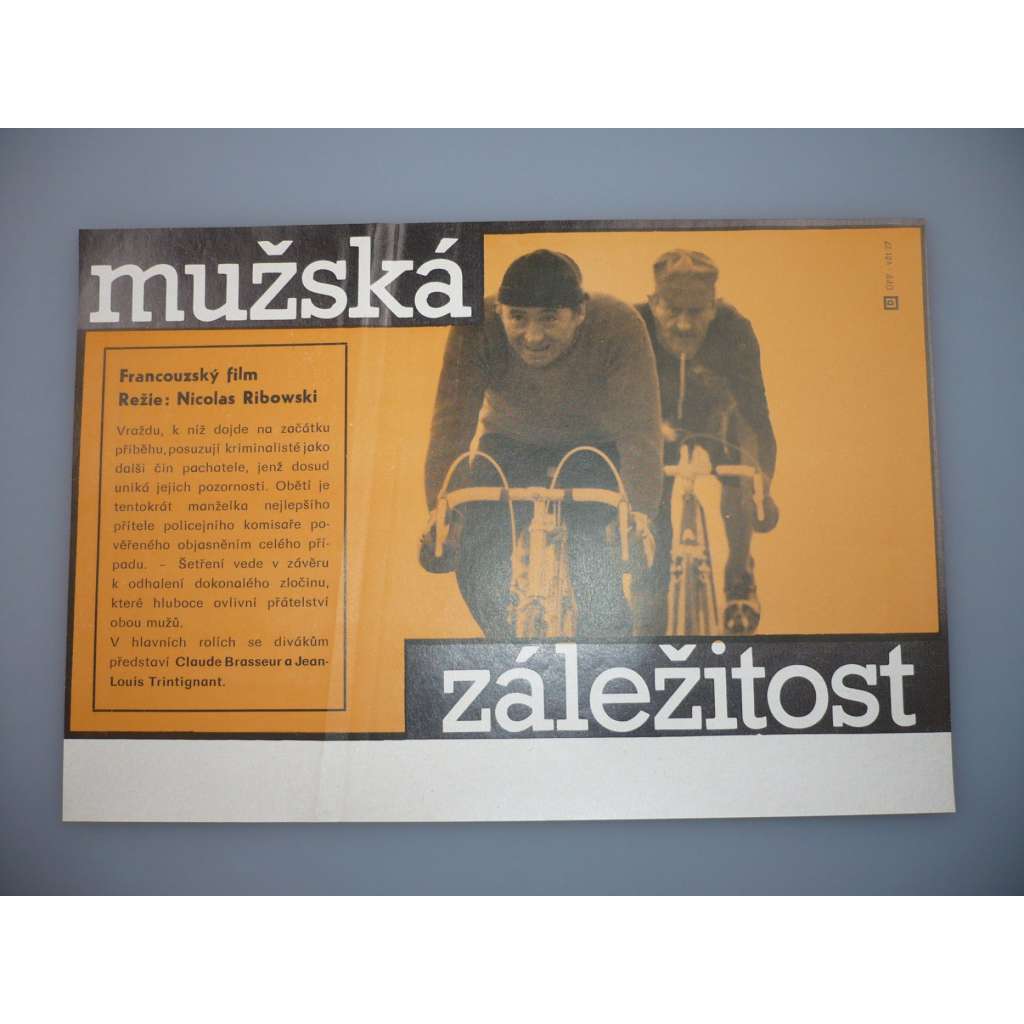 mužská
Francouzský film
Režie: Nicolas Ribowski
Vraždu, k níž dojde na začátku
příběhu, posuzují kriminalisté jako
další čin pachatele, jenž dosud
uniká jejich pozornosti. Obětí je
tentokrát manželka nejlepšího
přítele policejního komisaře po-
věřeného objasněním celého pří-
padu. – Šetření vede v závěru
k odhalení dokonalého zločinu,
které hluboce ovlivní přátelství
obou mužů.
V hlavních rolích se divákům
představí Claude Brasseur a Jean-
Louis Trintignant.
záležitost